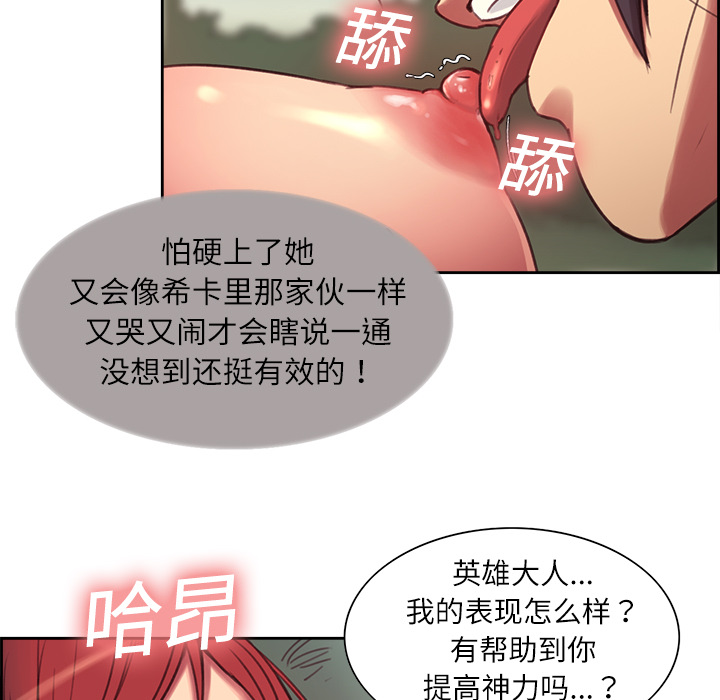 舔
舔
怕硬上了她
又会像希卡里那家伙一样
又哭又闹才会瞎说一通
没想到还挺有效的！
哈昂
英雄大人...
我的表现怎么样？
有帮助到你
提高神力吗...？